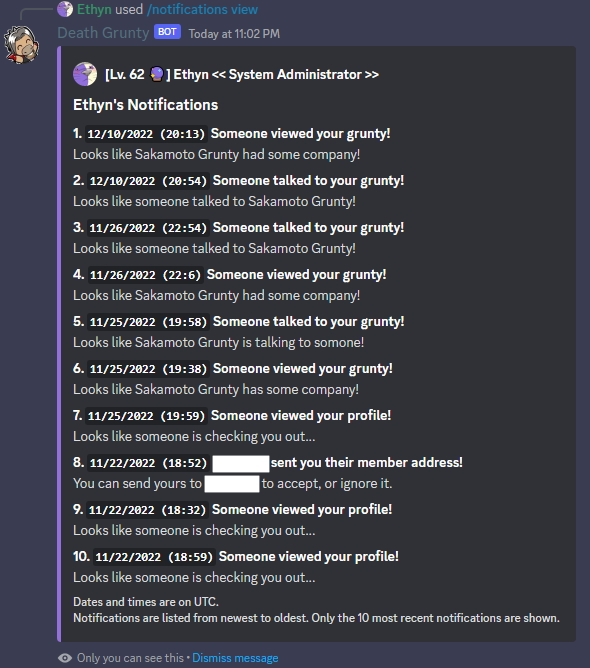 Ethyn used /notifications view
Death Grunty BOT Today at 11:02 PM
[Lv. 62 🔮] Ethyn << System Administrator >>
Ethyn's Notifications
1. 12/10/2022 (20:13) Someone viewed your grunty!
Looks like Sakamoto Grunty had some company!
2. 12/10/2022 (20:54) Someone talked to your grunty!
Looks like someone talked to Sakamoto Grunty!
3. 11/26/2022 (22:54) Someone talked to your grunty!
Looks like someone talked to Sakamoto Grunty!
4. 11/26/2022 (22:6) Someone viewed your grunty!
Looks like Sakamoto Grunty had some company!
5. 11/25/2022 (19:58) Someone talked to your grunty!
Looks like Sakamoto Grunty is talking to somone!
6. 11/25/2022 (19:38) Someone viewed your grunty!
Looks like Sakamoto Grunty has some company!
7. 11/25/2022 (19:59) Someone viewed your profile!
Looks like someone is checking you out...
8. 11/22/2022 (18:52) sent you their member address!
You can send yours to to accept, or ignore it.
9. 11/22/2022 (18:32) Someone viewed your profile!
Looks like someone is checking you out...
10. 11/22/2022 (18:59) Someone viewed your profile!
Looks like someone is checking you out...
Dates and times are on UTC.
Notifications are listed from newest to oldest. Only the 10 most recent notifications are shown.
Only you can see this • Dismiss message